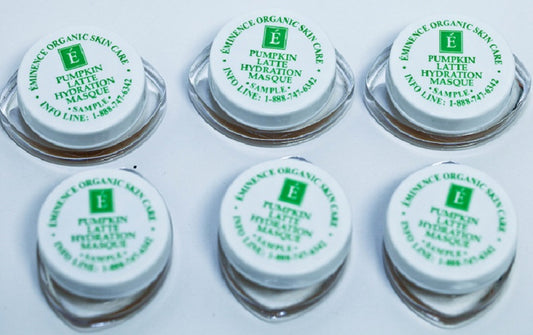 ÉMINENCE ORGANIC SKIN CARE
É
PUMPKIN
LATTE
HYDRATION
MASQUE
• SAMPLE •
INFO LINE: 1-888-747-6342
ÉMINENCE ORGANIC SKIN CARE
É
PUMPKIN
LATTE
HYDRATION
MASQUE
• SAMPLE •
INFO LINE: 1-888-747-6342
ÉMINENCE ORGANIC SKIN CARE
É
PUMPKIN
LATTE
HYDRATION
MASQUE
• SAMPLE •
INFO LINE: 1-888-747-6342
ÉMINENCE ORGANIC SKIN CARE
É
PUMPKIN
LATTE
HYDRATION
MASQUE
• SAMPLE •
INFO LINE: 1-888-747-6342
ÉMINENCE ORGANIC SKIN CARE
É
PUMPKIN
LATTE
HYDRATION
MASQUE
• SAMPLE •
INFO LINE: 1-888-747-6342
ÉMINENCE ORGANIC SKIN CARE
É
PUMPKIN
LATTE
HYDRATION
MASQUE
• SAMPLE •
INFO LINE: 1-888-747-6342